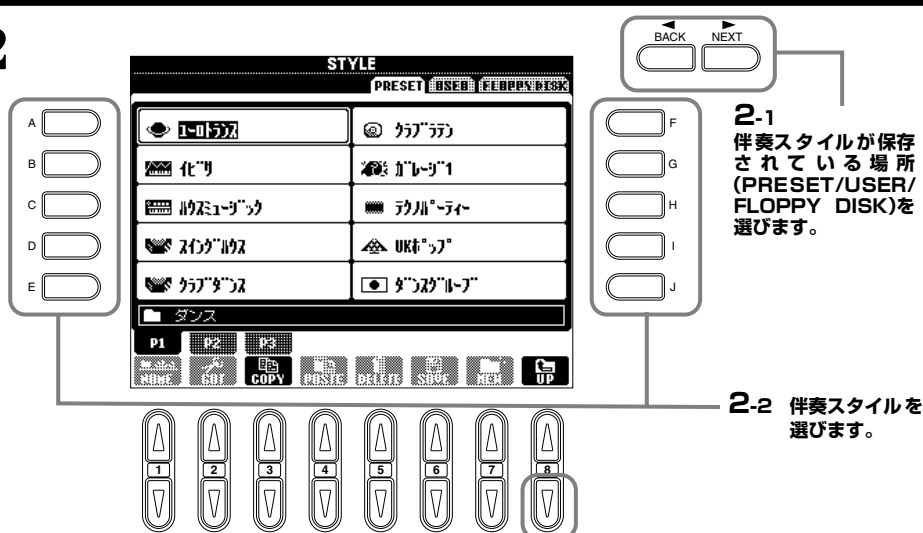 2
BACK NEXT
STYLE
PRESET USER FLOPPY DISK
A
B
C
D
E
ﾕｰﾛﾄﾗﾝｽ
ｲﾋﾞｻ
ﾊｳｽﾐｭｰｼﾞｯｸ
ｽｲﾝｸﾞﾊｳｽ
ｸﾗﾌﾞﾀﾞﾝｽ
ｸﾗﾌﾞﾗﾃﾝ
ｶﾞﾚｰｼﾞ1
ﾃｸﾉﾊﾟｰﾃｨｰ
UKﾎﾟｯﾌﾟ
ﾀﾞﾝｽｸﾞﾙｰﾌﾞ
ダンス
P1 P2 P3
NAME CUT COPY PASTE DELETE SAVE NEW UP
F
G
H
I
J
2-1
伴奏スタイルが保存
されている場所
(PRESET/USER/
FLOPPY DISK)を
選びます。
2-2 伴奏スタイルを
選びます。
1 2 3 4 5 6 7 8